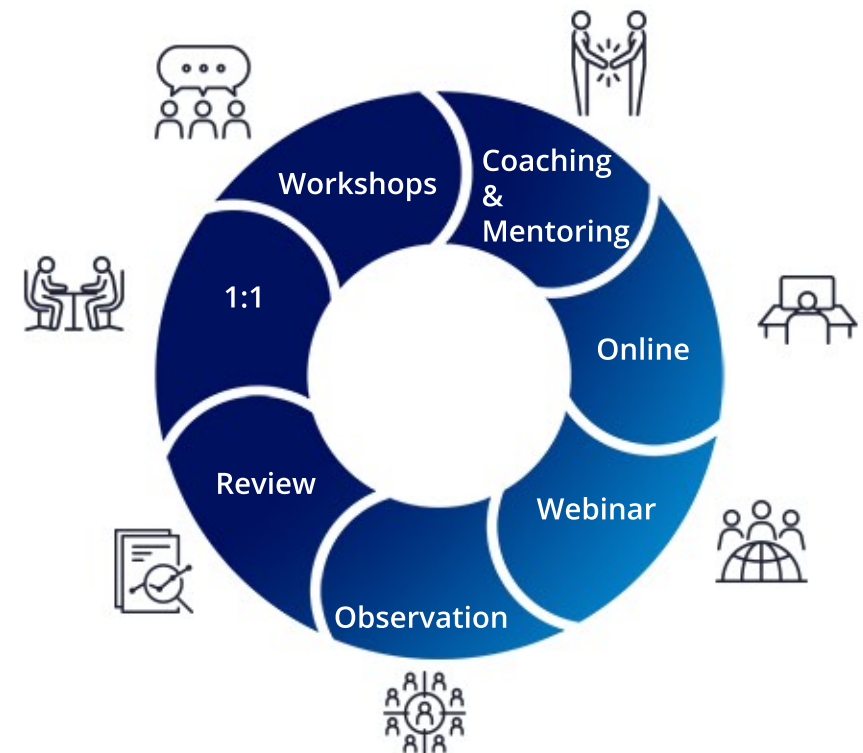 Workshops
Coaching
&
Mentoring
1:1
Online
Review
Webinar
Observation